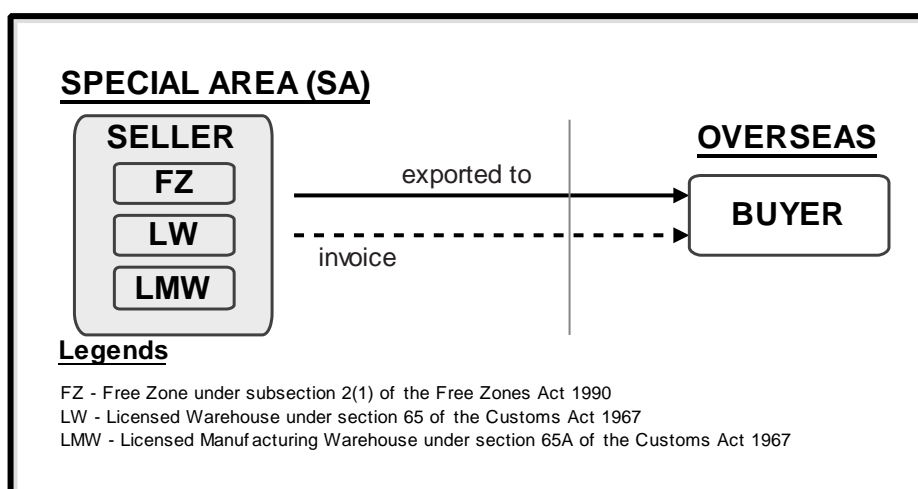 SPECIAL AREA (SA)
SELLER
FZ
LW
LMW
exported to
invoice
OVERSEAS
BUYER
Legends
FZ - Free Zone under subsection 2(1) of the Free Zones Act 1990
LW - Licensed Warehouse under section 65 of the Customs Act 1967
LMW - Licensed Manufacturing Warehouse under section 65A of the Customs Act 1967